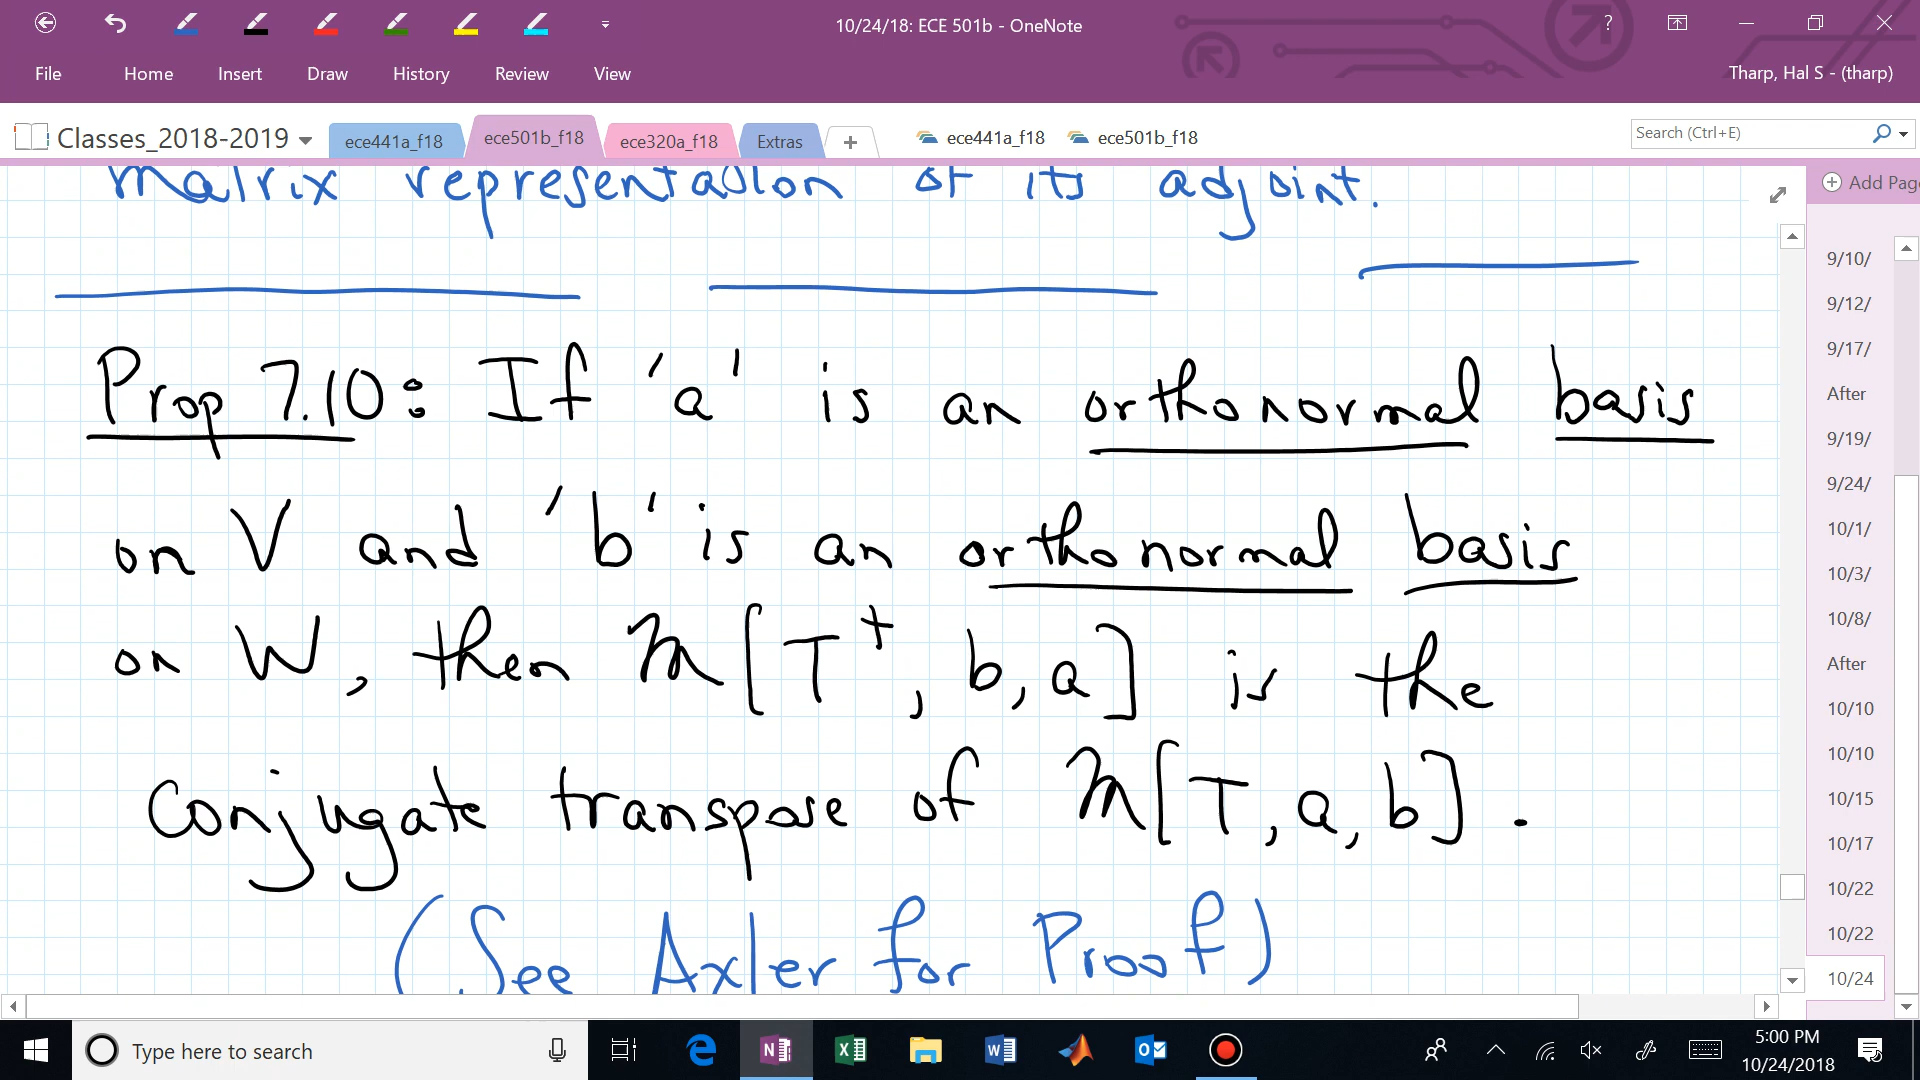 10/24/18: ECE 501b - OneNote
?
File Home Insert Draw History Review View
Tharp, Hal S - (tharp)
Classes_2018-2019
ece441a_f18
ece501b_f18
ece320a_f18
Extras
ece441a_f18
ece501b_f18
Search (Ctrl+E)
Add Pag
matrix representation of its adjoint.
Prop 7.10: If 'a' is an orthonormal basis
on V and 'b' is an orthonormal basis
on W, then M[T†, b, a] is the
conjugate transpose of M[T, a, b].
(See Axler for Proof)
9/10/
9/12/
9/17/
After
9/19/
9/24/
10/1/
10/3/
10/8/
After
10/10
10/10
10/15
10/17
10/22
10/22
10/24
Type here to search
5:00 PM
10/24/2018